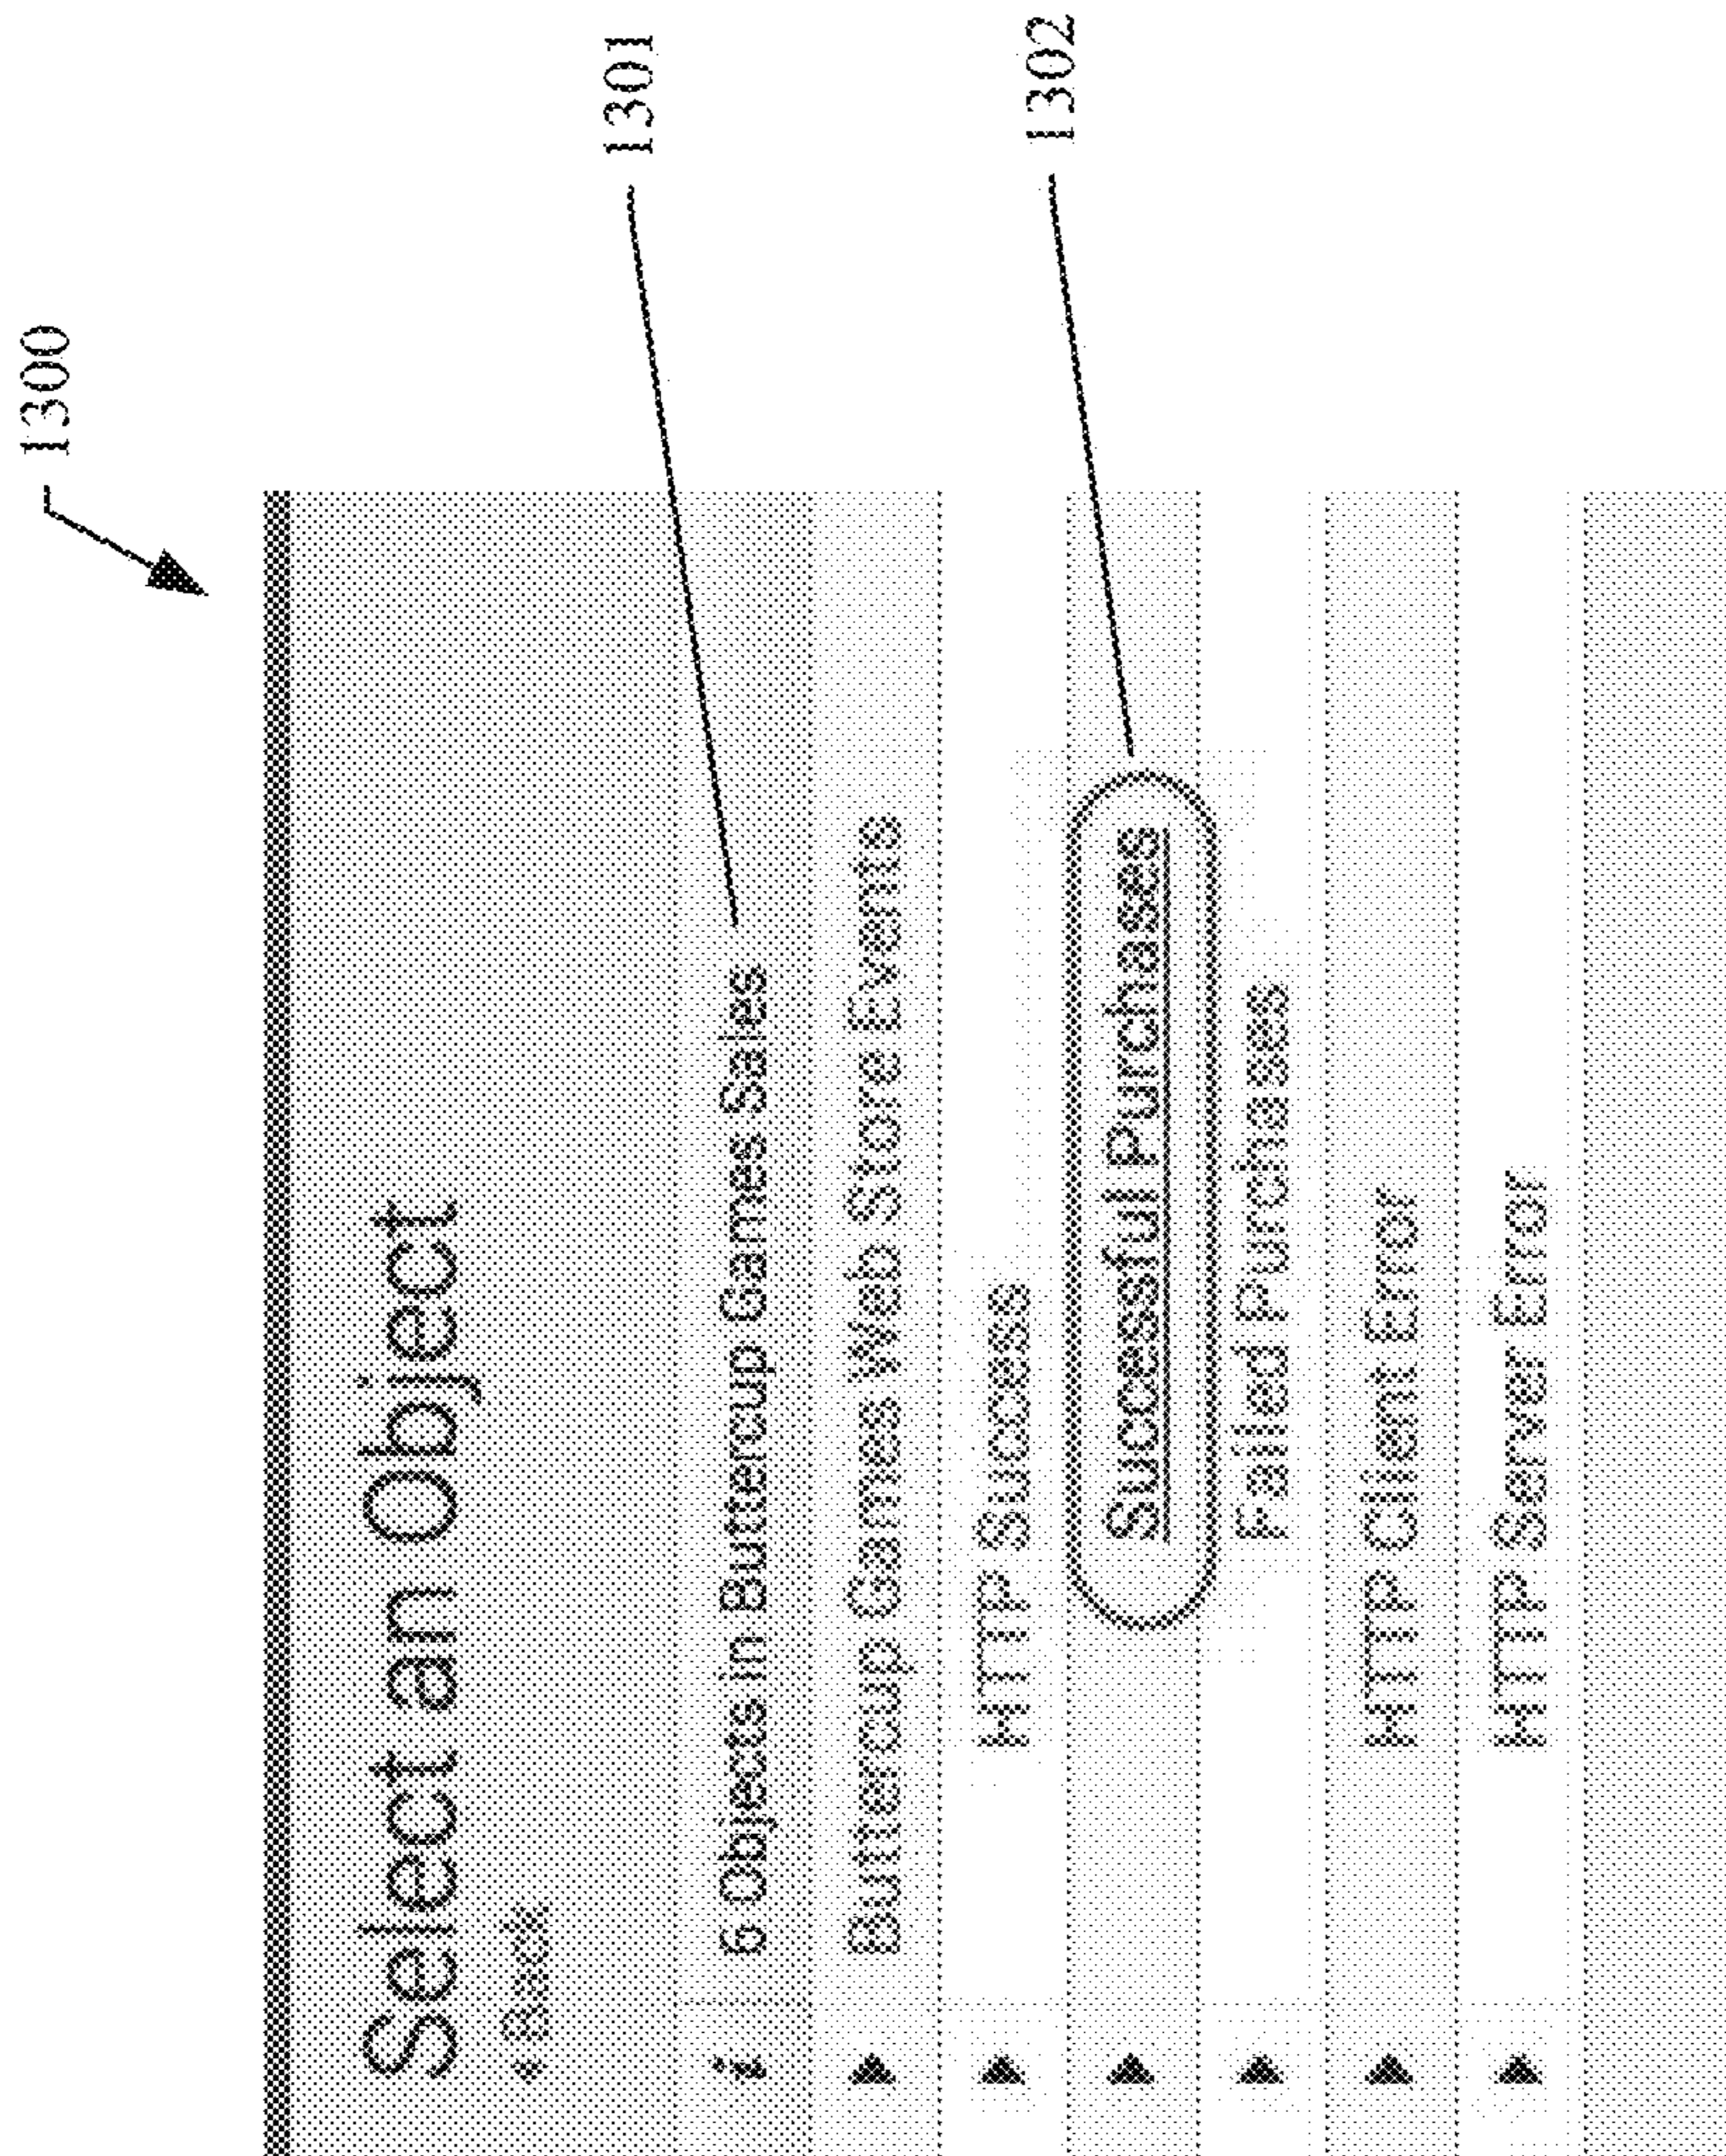 1300
Select an Object
‹ Back
i 6 Objects in Buttercup Games Sales
1301
Buttercup Games Web Store Events
HTTP Success
Successful Purchases
1302
Failed Purchases
HTTP Client Error
HTTP Server Error